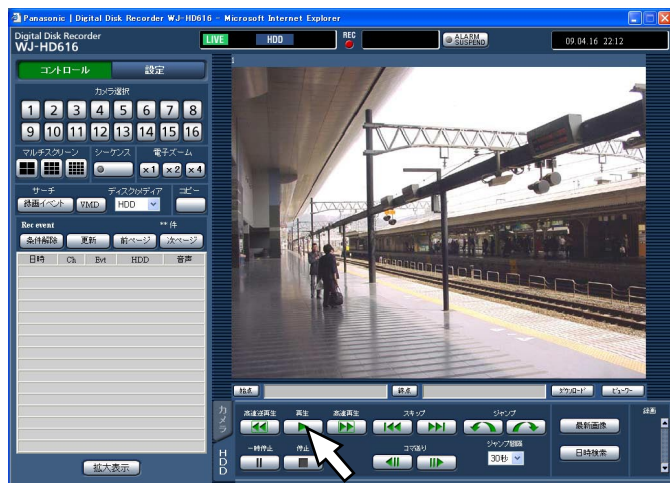 Panasonic | Digital Disk Recorder WJ-HD616 - Microsoft Internet Explorer
Digital Disk Recorder
WJ-HD616
LIVE HDD REC ALARM SUSPEND 09.04.16 22:12
コントロール 設定
カメラ選択
1 2 3 4 5 6 7 8
9 10 11 12 13 14 15 16
マルチスクリーン シーケンス 電子ズーム
x1 x2 x4
サーチ ディスク/メディア コピー
録画イベント VMD HDD
Rec event ** 件
条件解除 更新 前ページ 次ページ
日時 Ch Evt HDD 音声
拡大表示
始点 終点 ダウンロード ビューワー
カメラ
HDD
高速逆再生 再生 高速再生 スキップ ジャンプ 録画
最新画像
一時停止 停止 コマ送り ジャンプ間隔
30秒 日時検索